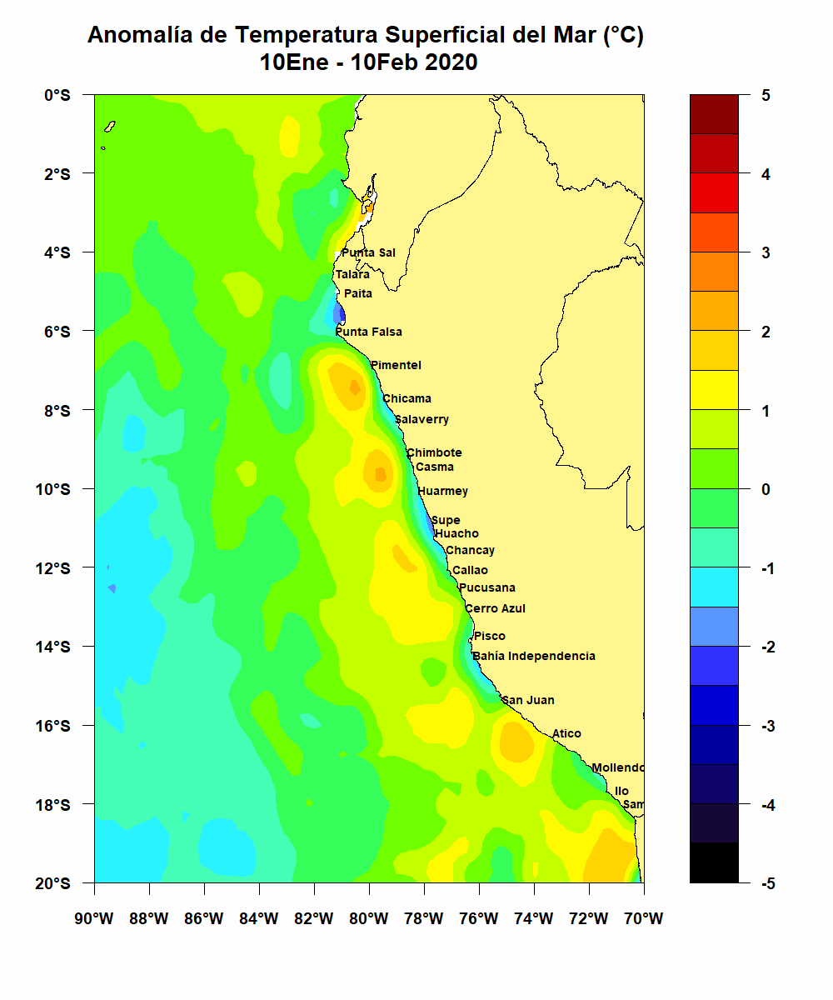 Anomalía de Temperatura Superficial del Mar (°C)
10Ene - 10Feb 2020
0°S
2°S
4°S
6°S
8°S
10°S
12°S
14°S
16°S
18°S
20°S
90°W
88°W
86°W
84°W
82°W
80°W
78°W
76°W
74°W
72°W
70°W
Punta Sal
Talara
Paita
Punta Falsa
Pimentel
Chicama
Salaverry
Chimbote
Casma
Huarmey
Supe
Huacho
Chancay
Callao
Pucusana
Cerro Azul
Pisco
Bahía Independencia
San Juan
Atico
Mollendo
Ilo
Sam
5
4
3
2
1
0
-1
-2
-3
-4
-5